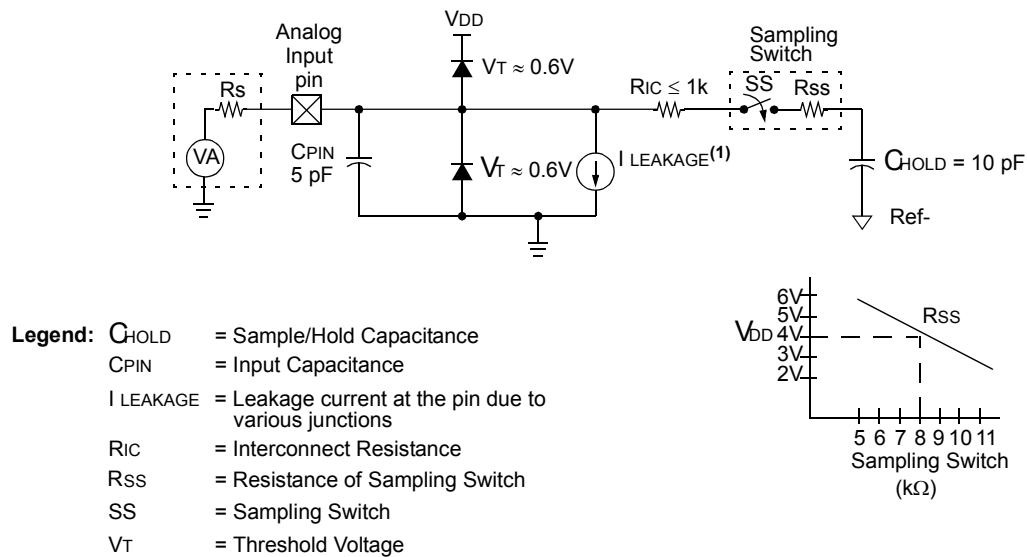 VDD
Analog
Input
pin
Sampling
Switch
VT ≈ 0.6V
RIC ≤ 1k
SS
Rss
Rs
VA
CPIN
5 pF
VT ≈ 0.6V
I LEAKAGE(1)
CHOLD = 10 pF
Ref-
Legend: CHOLD = Sample/Hold Capacitance
CPIN = Input Capacitance
I LEAKAGE = Leakage current at the pin due to
various junctions
RIC = Interconnect Resistance
RSS = Resistance of Sampling Switch
SS = Sampling Switch
VT = Threshold Voltage
6V
5V
VDD 4V
3V
2V
RSS
5 6 7 8 9 10 11
Sampling Switch
(kΩ)